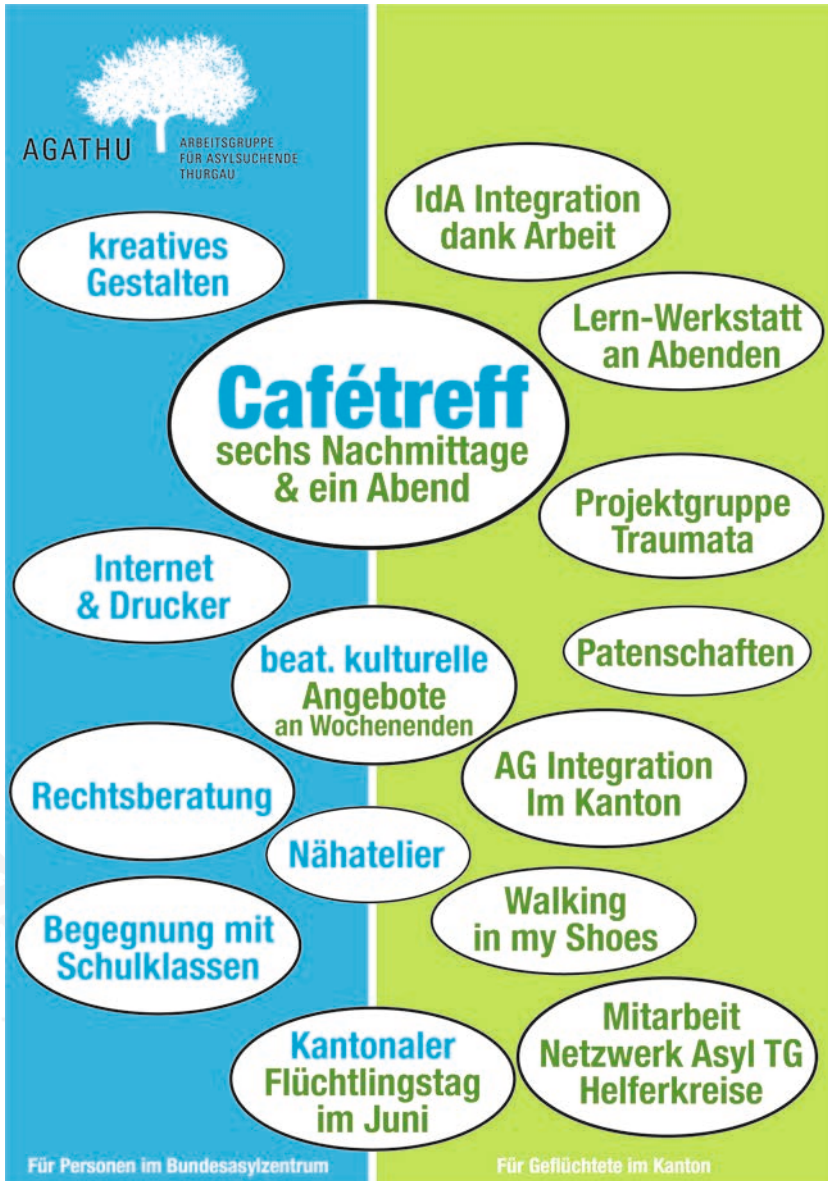 AGATHU
ARBEITSGRUPPE
FÜR ASYLSUCHENDE
THURGAU
IdA Integration
dank Arbeit
kreatives
Gestalten
Lern-Werkstatt
an Abenden
Cafétreff
sechs Nachmittage
& ein Abend
Projektgruppe
Traumata
Internet
& Drucker
beat. kulturelle
Angebote
an Wochenenden
Patenschaften
AG Integration
Im Kanton
Rechtsberatung
Nähatelier
Walking
in my Shoes
Begegnung mit
Schulklassen
Mitarbeit
Netzwerk Asyl TG
Helferkreise
Kantonaler
Flüchtlingstag
im Juni
Für Personen im Bundesasylzentrum
Für Geflüchtete im Kanton